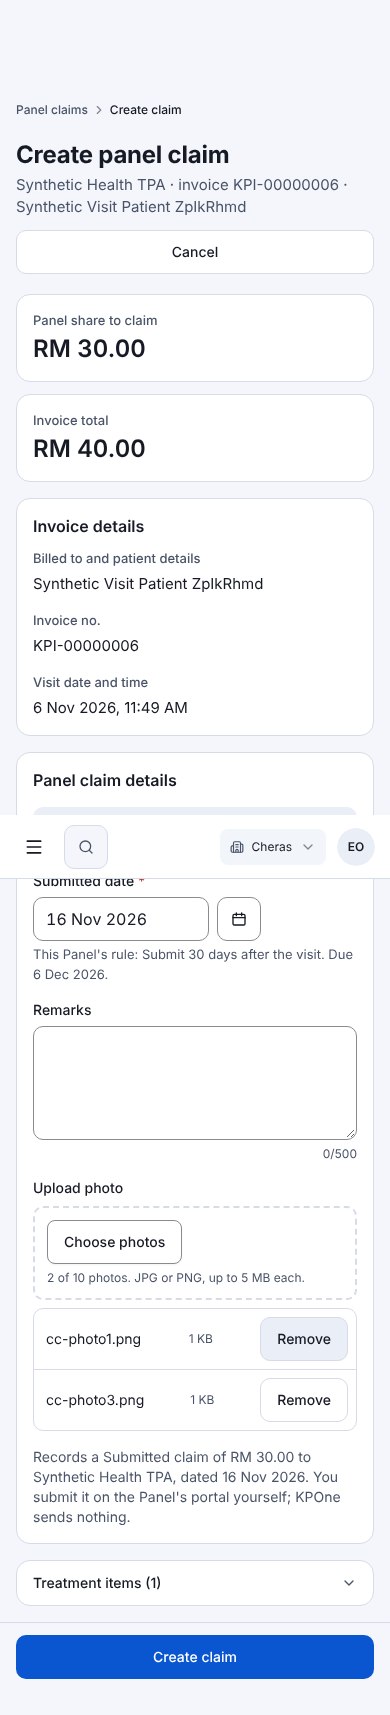 Panel claims > Create claim
Create panel claim
Synthetic Health TPA · invoice KPI-00000006 ·
Synthetic Visit Patient ZpIkRhmd
Cancel
Panel share to claim
RM 30.00
Invoice total
RM 40.00
Invoice details
Billed to and patient details
Synthetic Visit Patient ZpIkRhmd
Invoice no.
KPI-00000006
Visit date and time
6 Nov 2026, 11:49 AM
Panel claim details
Cheras
EO
Submitted date *
16 Nov 2026
This Panel's rule: Submit 30 days after the visit. Due
6 Dec 2026.
Remarks
0/500
Upload photo
Choose photos
2 of 10 photos. JPG or PNG, up to 5 MB each.
cc-photo1.png 1 KB Remove
cc-photo3.png 1 KB Remove
Records a Submitted claim of RM 30.00 to
Synthetic Health TPA, dated 16 Nov 2026. You
submit it on the Panel's portal yourself; KPOne
sends nothing.
Treatment items (1)
Create claim